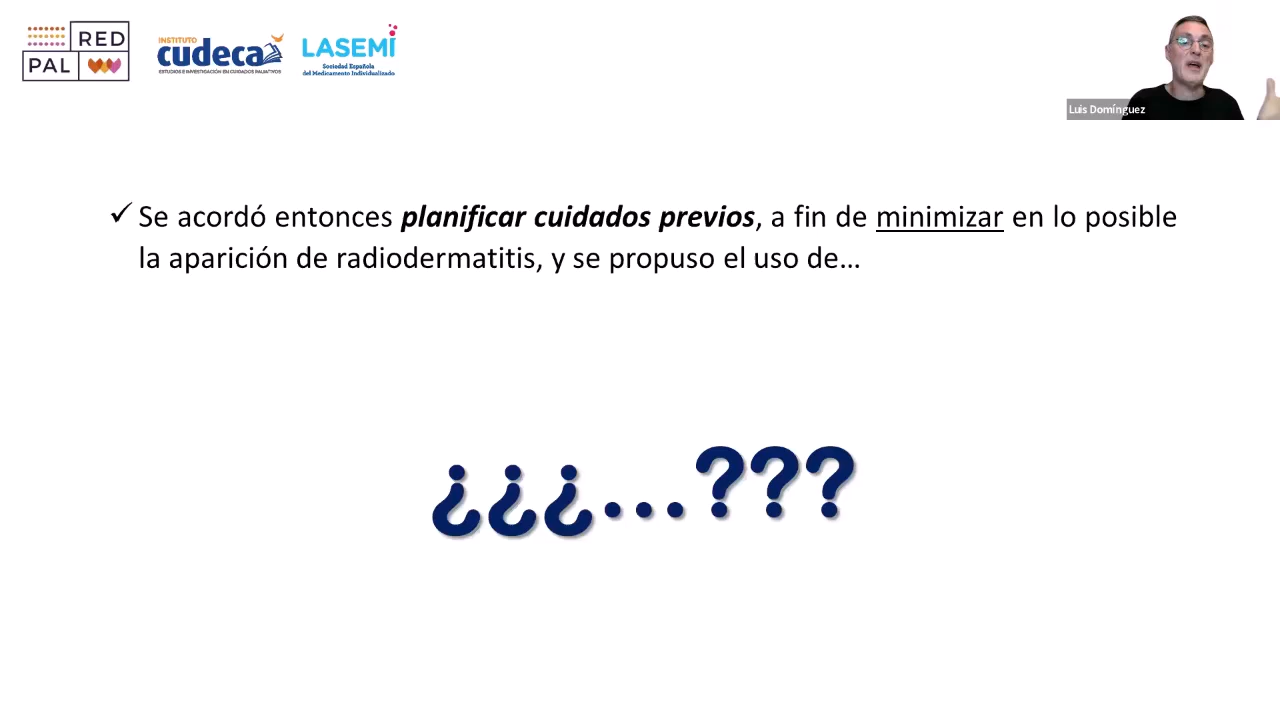 RED
PAL
INSTITUTO
cudeca
ESTUDIOS E INVESTIGACIÓN EN CUIDADOS PALIATIVOS
LASEMI
Sociedad Española
del Medicamento Individualizado
Luis Domínguez
✓ Se acordó entonces planificar cuidados previos, a fin de minimizar en lo posible
la aparición de radiodermatitis, y se propuso el uso de...
¿¿¿...???